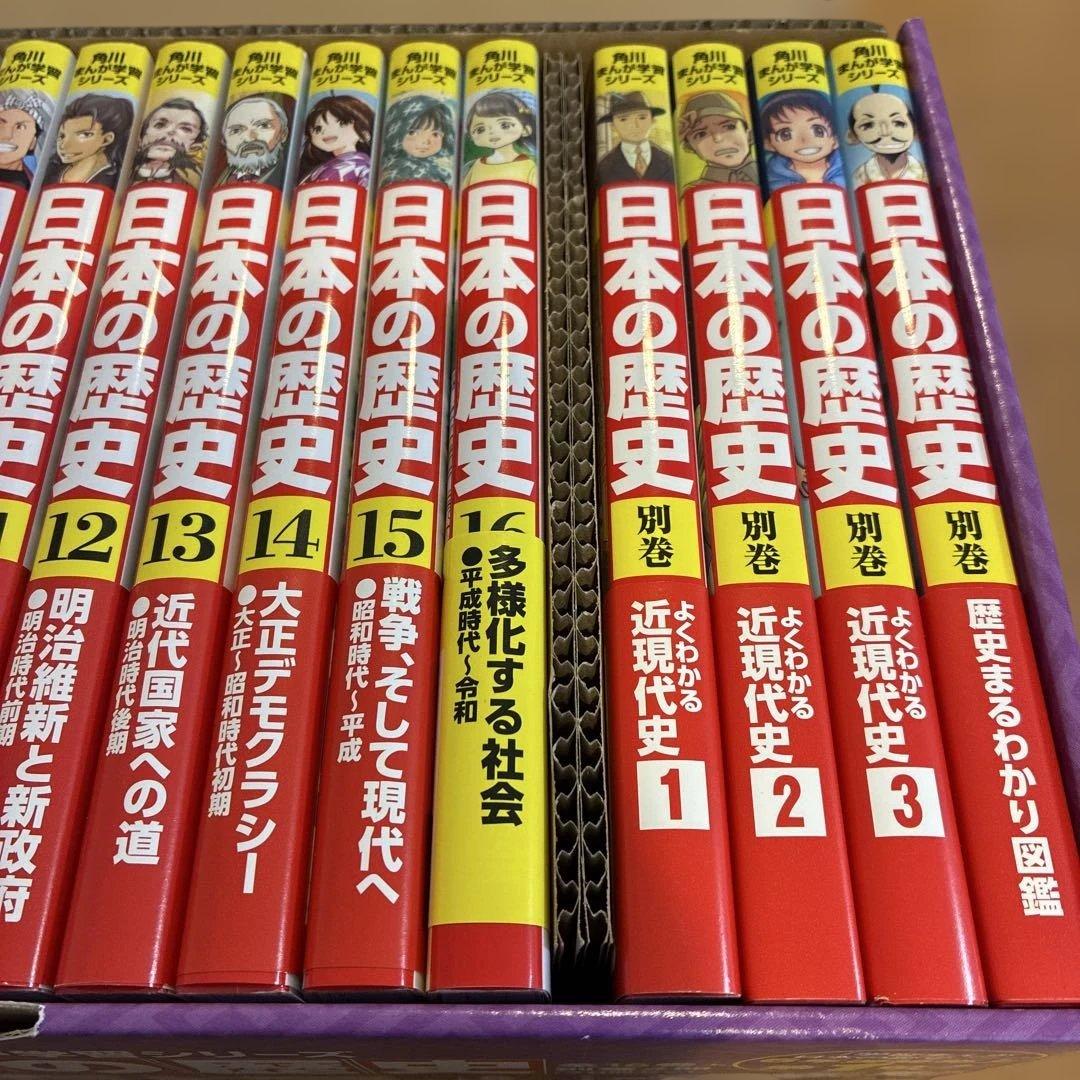 角川
まんが学習
シリーズ
日本の歴史
12
明治維新と新政府
●明治時代前期
角川
まんが学習
シリーズ
日本の歴史
13
近代国家への道
●明治時代後期
角川
まんが学習
シリーズ
日本の歴史
14
大正デモクラシー
●大正～昭和時代初期
角川
まんが学習
シリーズ
日本の歴史
15
●戦争、そして現代へ
昭和時代～平成
角川
まんが学習
シリーズ
日本の歴史
16
●多様化する社会
●平成時代～令和
角川
まんが学習
シリーズ
日本の歴史
別巻
よくわかる
近現代史1
角川
まんが学習
シリーズ
日本の歴史
別巻
よくわかる
近現代史2
角川
まんが学習
シリーズ
日本の歴史
別巻
よくわかる
近現代史3
角川
まんが学習
シリーズ
日本の歴史
別巻
歴史まるわかり図鑑
シリーズ